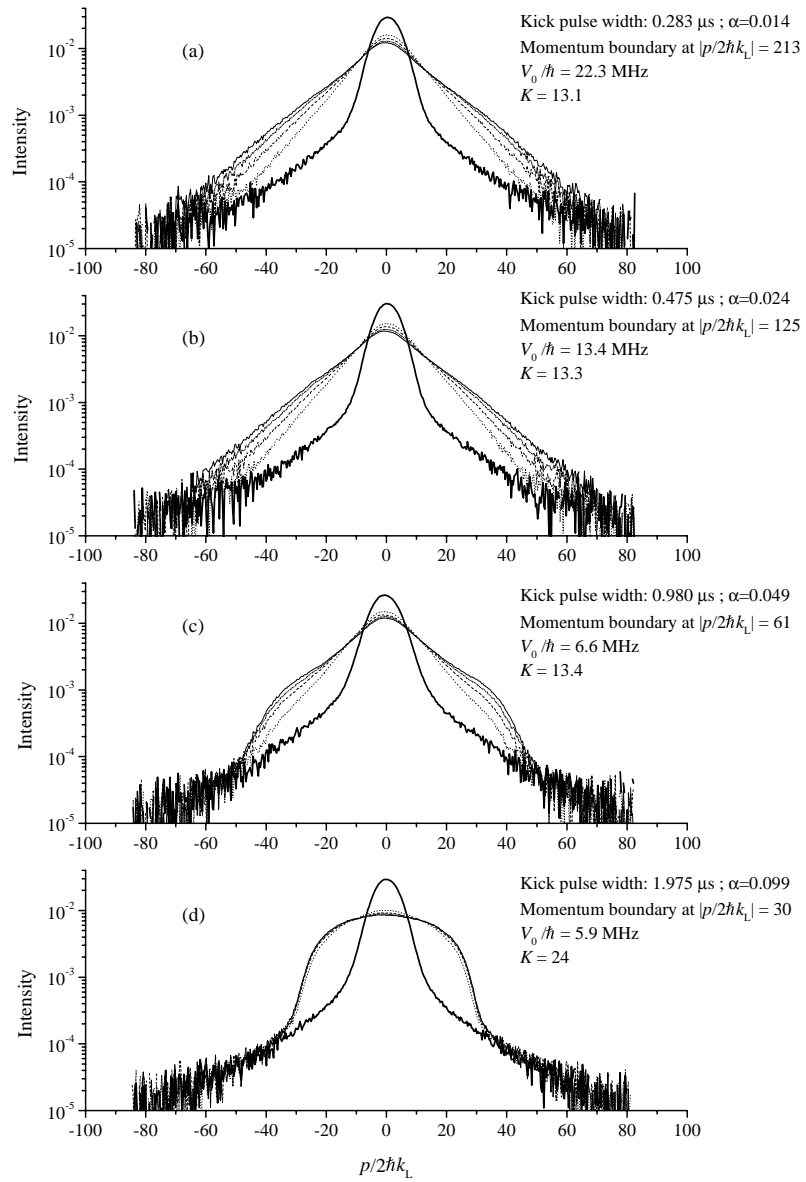 (a)
Kick pulse width: 0.283 μs ; α=0.014
Momentum boundary at |p/2ħk_L| = 213
V_0/ħ = 22.3 MHz
K = 13.1
Intensity
10^-2
10^-3
10^-4
10^-5
-100 -80 -60 -40 -20 0 20 40 60 80 100
(b)
Kick pulse width: 0.475 μs ; α=0.024
Momentum boundary at |p/2ħk_L| = 125
V_0/ħ = 13.4 MHz
K = 13.3
Intensity
10^-2
10^-3
10^-4
10^-5
-100 -80 -60 -40 -20 0 20 40 60 80 100
(c)
Kick pulse width: 0.980 μs ; α=0.049
Momentum boundary at |p/2ħk_L| = 61
V_0/ħ = 6.6 MHz
K = 13.4
Intensity
10^-2
10^-3
10^-4
10^-5
-100 -80 -60 -40 -20 0 20 40 60 80 100
(d)
Kick pulse width: 1.975 μs ; α=0.099
Momentum boundary at |p/2ħk_L| = 30
V_0/ħ = 5.9 MHz
K = 24
Intensity
10^-2
10^-3
10^-4
10^-5
-100 -80 -60 -40 -20 0 20 40 60 80 100
p/2ħk_L